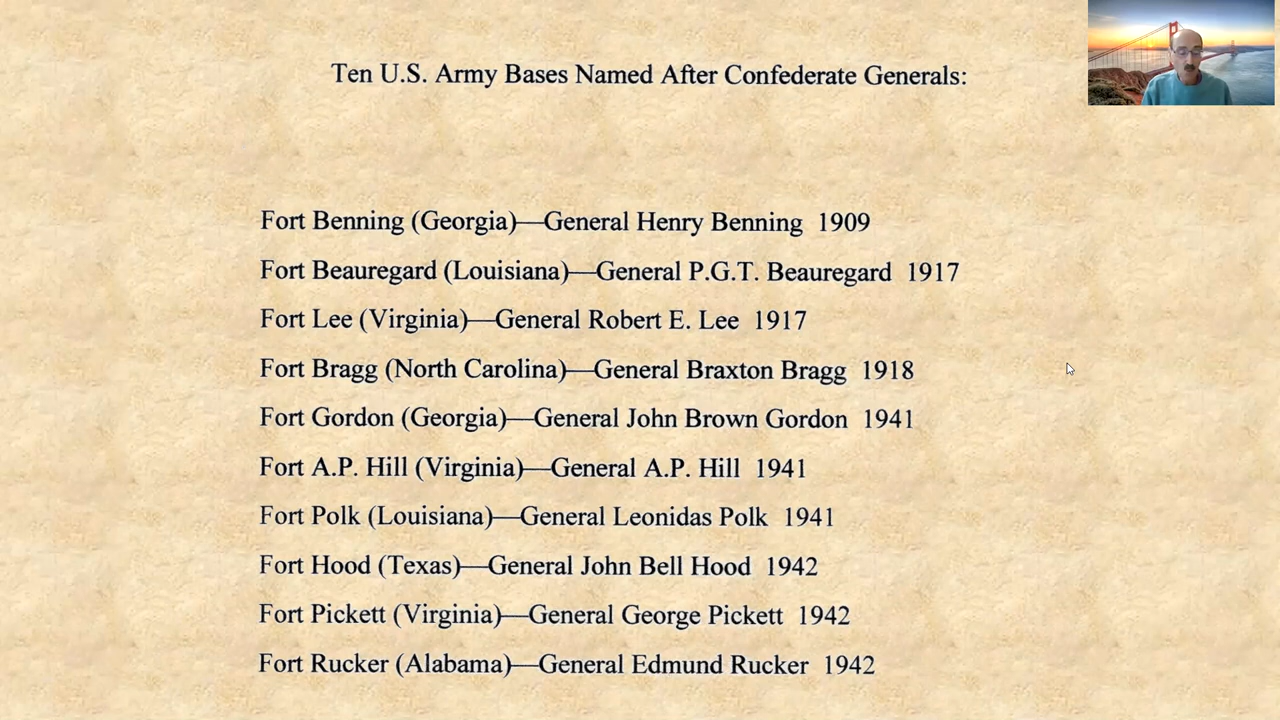 Ten U.S. Army Bases Named After Confederate Generals:
Fort Benning (Georgia)—General Henry Benning 1909
Fort Beauregard (Louisiana)—General P.G.T. Beauregard 1917
Fort Lee (Virginia)—General Robert E. Lee 1917
Fort Bragg (North Carolina)—General Braxton Bragg 1918
Fort Gordon (Georgia)—General John Brown Gordon 1941
Fort A.P. Hill (Virginia)—General A.P. Hill 1941
Fort Polk (Louisiana)—General Leonidas Polk 1941
Fort Hood (Texas)—General John Bell Hood 1942
Fort Pickett (Virginia)—General George Pickett 1942
Fort Rucker (Alabama)—General Edmund Rucker 1942